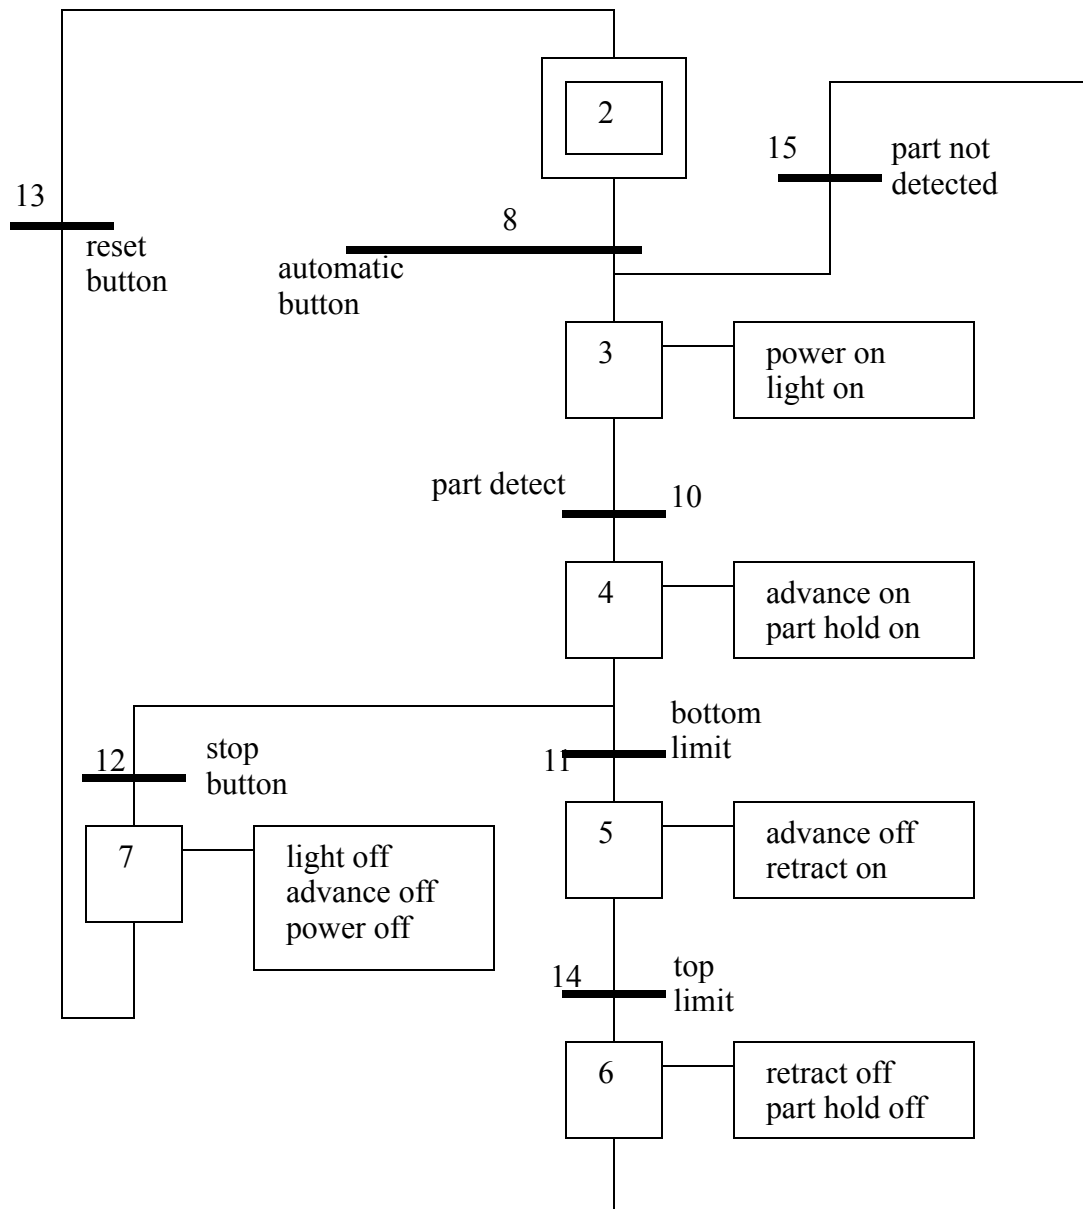 2
15
part not
detected
13
reset
button
8
automatic
button
3
power on
light on
part detect
10
4
advance on
part hold on
bottom
limit
11
12
stop
button
5
advance off
retract on
7
light off
advance off
power off
14
top
limit
6
retract off
part hold off